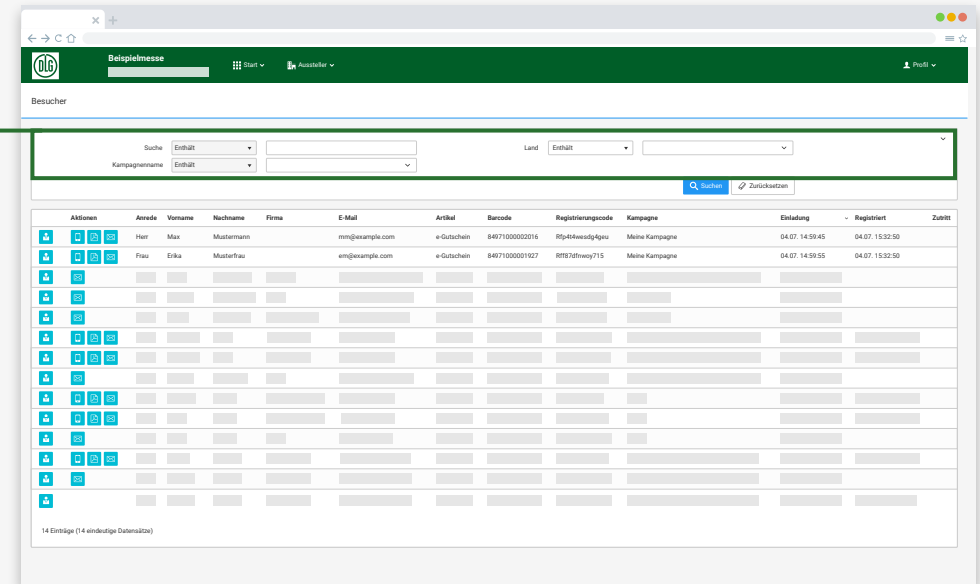 DLG
Beispielmesse
Start
Aussteller
Profil
Besucher
Suche Enthält Land Enthält
Kampagnenname Enthält
Suchen Zurücksetzen
Aktionen Anrede Vorname Nachname Firma E-Mail Artikel Barcode Registrierungscode Kampagne Einladung Registriert Zutritt
Herr Max Mustermann mm@example.com e-Gutschein 84971000002016 Rfp4t4wesdg4geu Meine Kampagne 04.07. 14:59:45 04.07. 15:32:50
Frau Erika Musterfrau em@example.com e-Gutschein 84971000001927 Rff87dfnwoy715 Meine Kampagne 04.07. 14:59:55 04.07. 15:32:50
14 Einträge (14 eindeutige Datensätze)